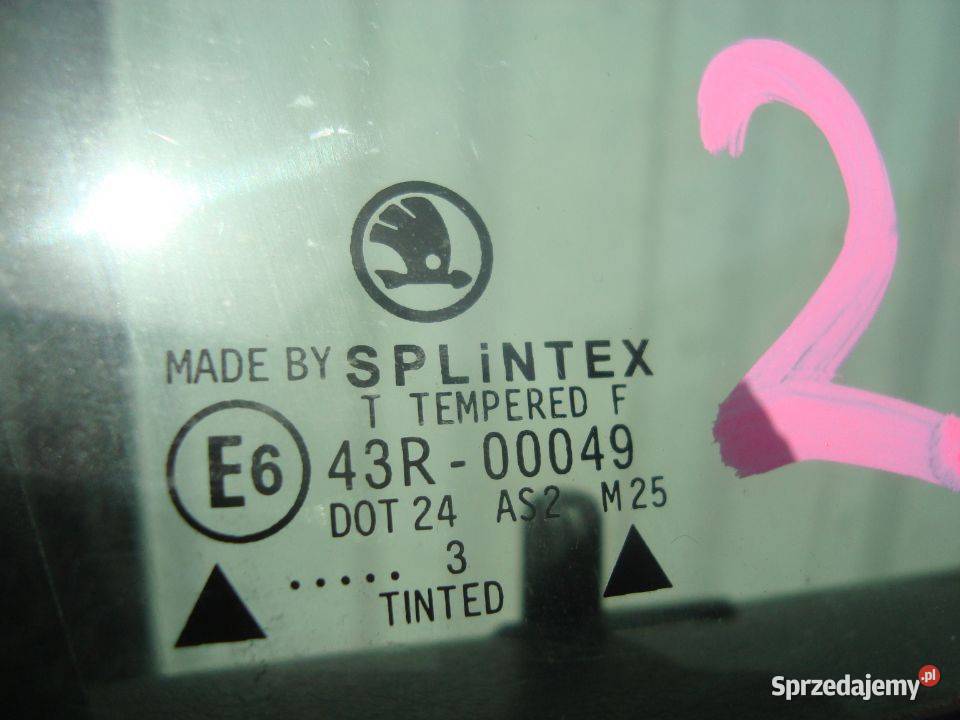 2
MADE BY SPLiNTEX
T TEMPERED F
E6 43R-00049
DOT 24 AS2 M25
..... 3
TINTED
Sprzedajemy.pl